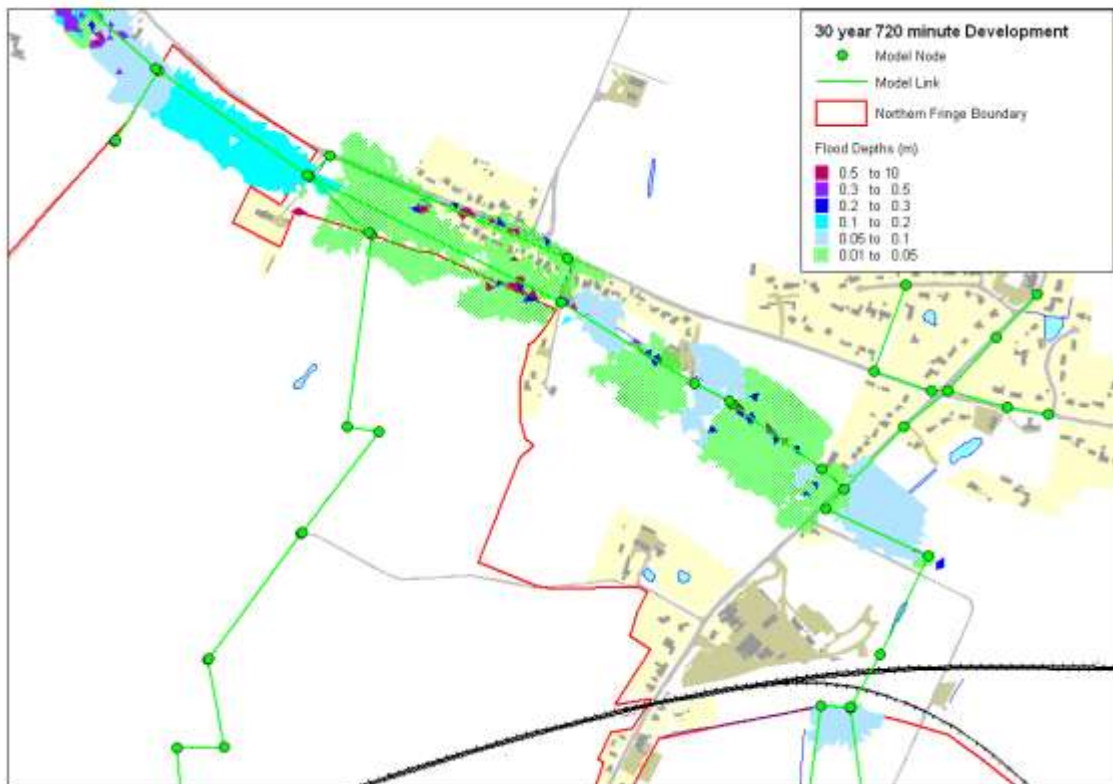 30 year 720 minute Development
Model Node
Model Link
Northern Fringe Boundary
Flood Depths (m)
0.5 to 10
0.3 to 0.5
0.2 to 0.3
0.1 to 0.2
0.05 to 0.1
0.01 to 0.05